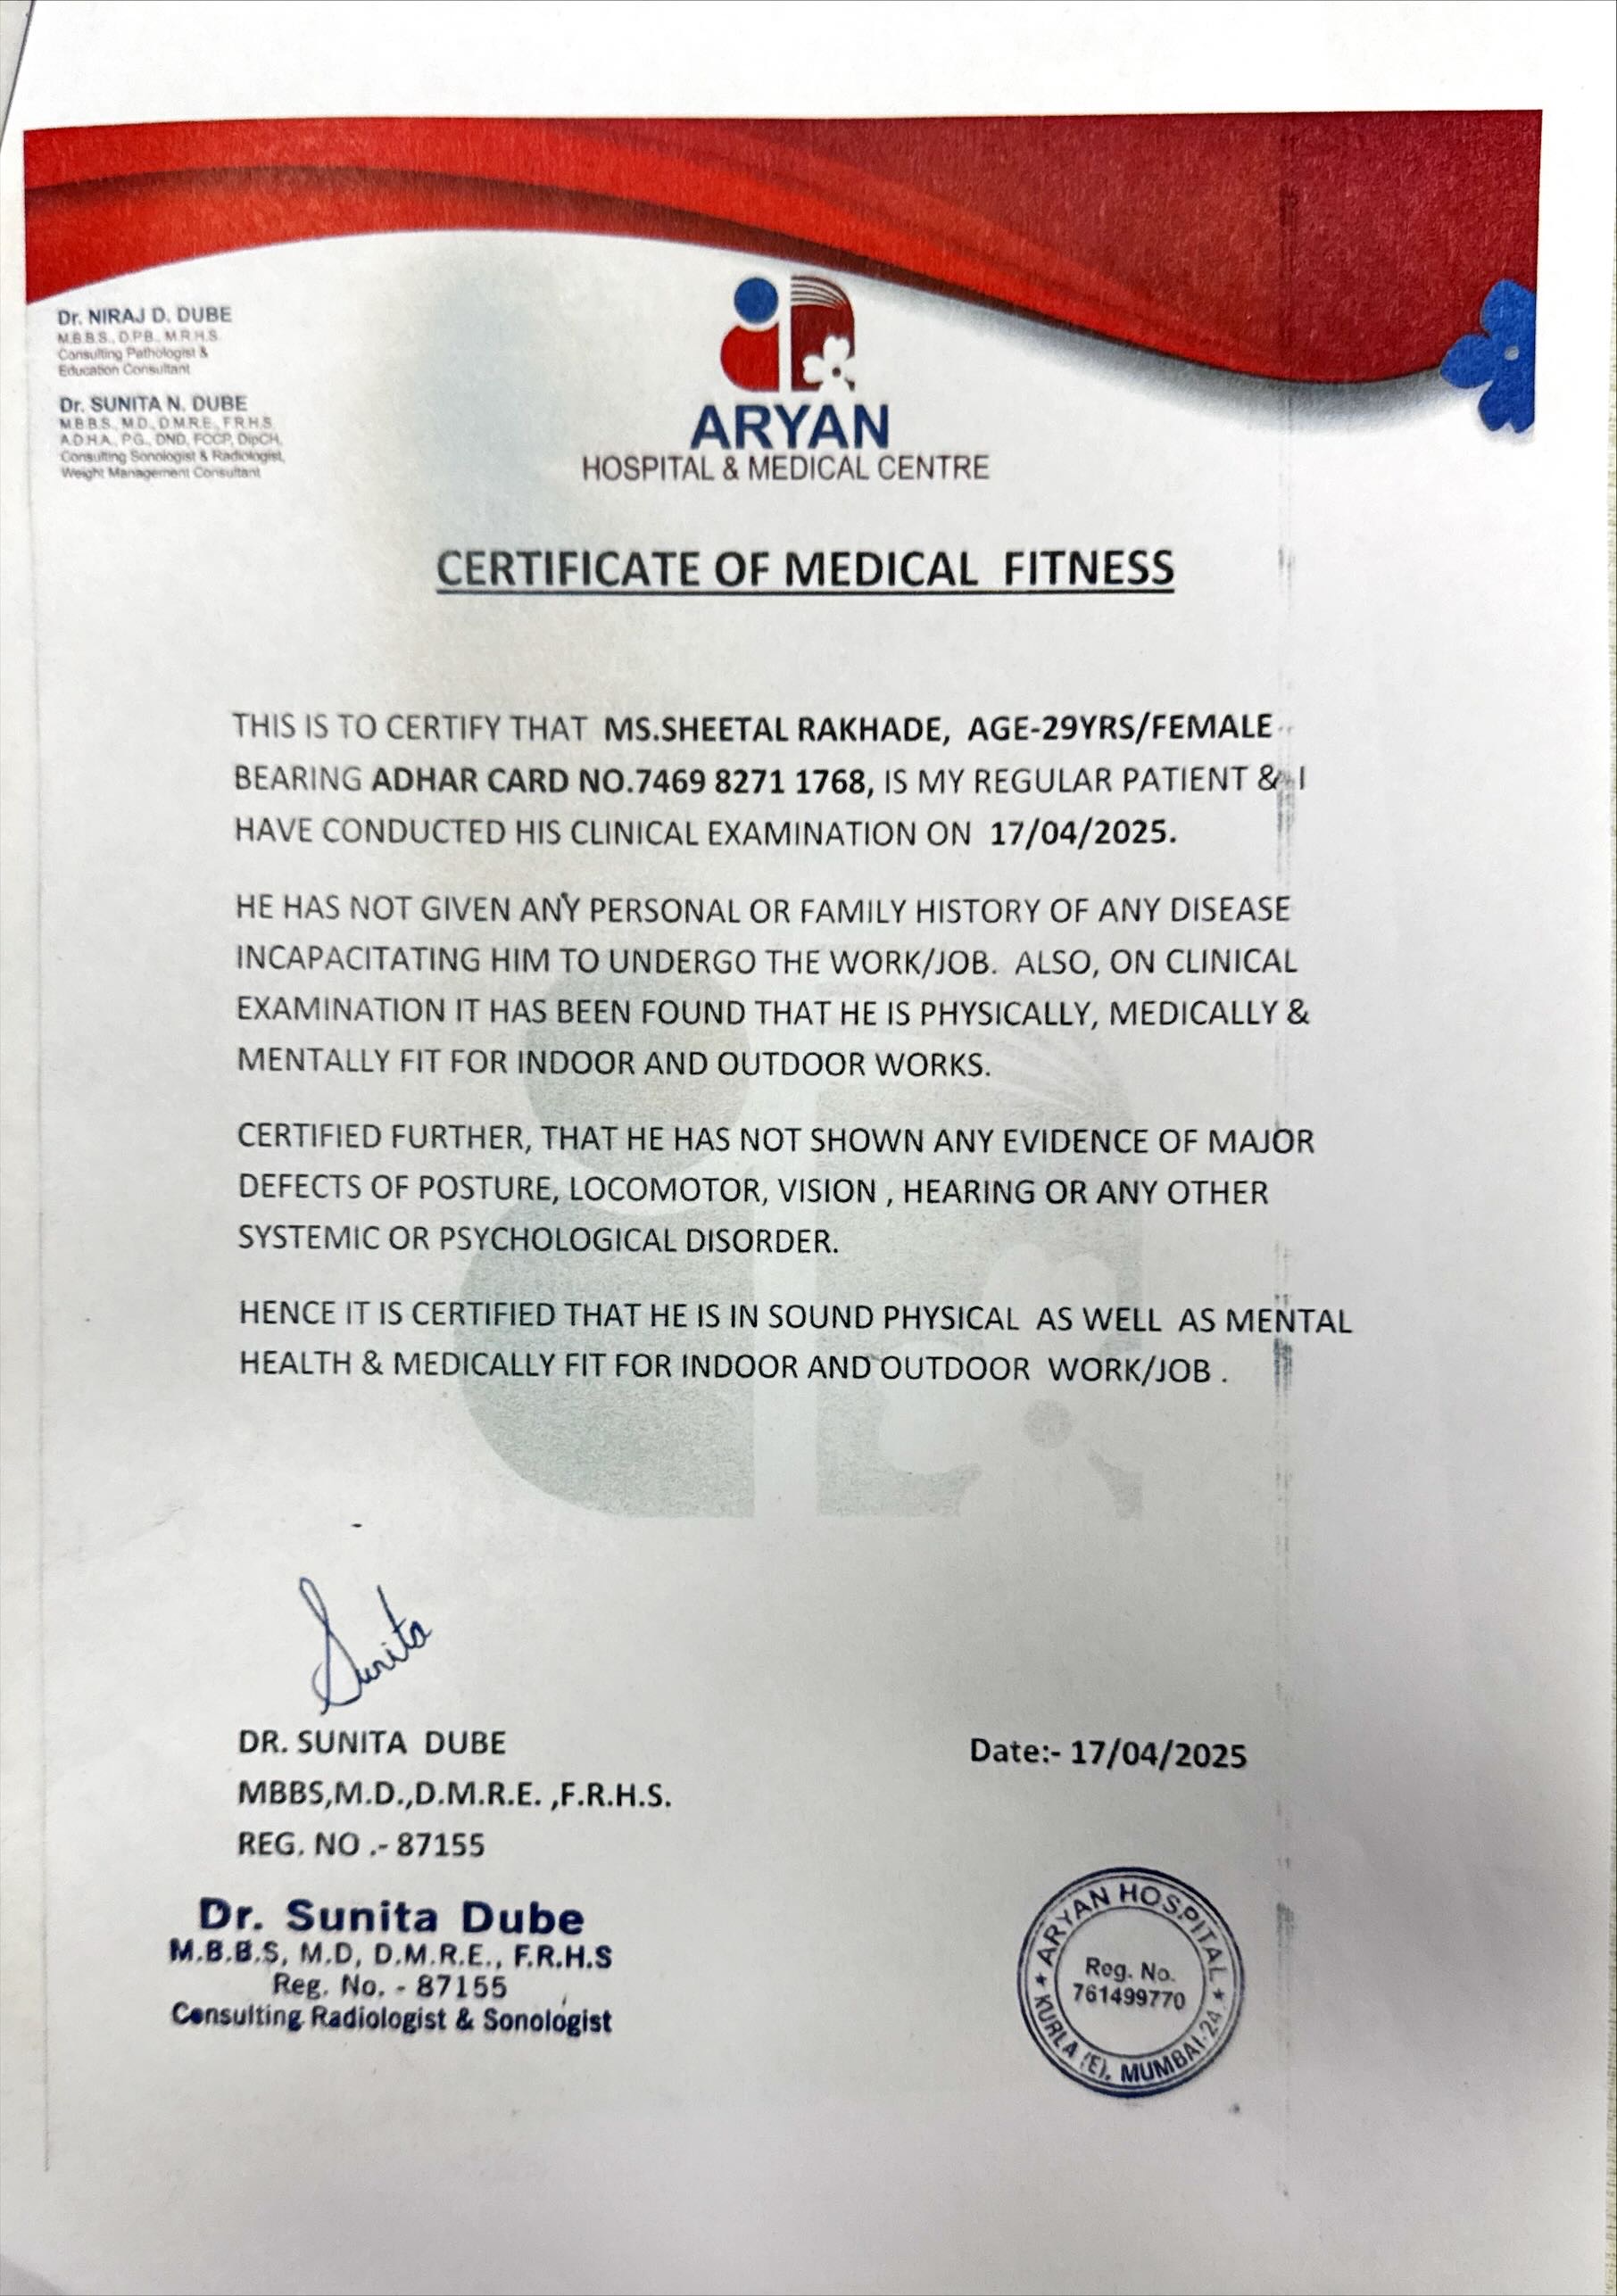 Dr. NIRAJ D. DUBE
M.B.B.S., D.P.B., M.R.H.S.
Consulting Pathologist &
Education Consultant
Dr. SUNITA N. DUBE
M.B.B.S., M.D., D.M.R.E., F.R.H.S.
A.D.H.A., P.G., DND, FCCP, DipCH,
Consulting Sonologist & Radiologist,
Weight Management Consultant
ARYAN
HOSPITAL & MEDICAL CENTRE
CERTIFICATE OF MEDICAL FITNESS
THIS IS TO CERTIFY THAT MS.SHEETAL RAKHADE, AGE-29YRS/FEMALE
BEARING ADHAR CARD NO.7469 8271 1768, IS MY REGULAR PATIENT & I
HAVE CONDUCTED HIS CLINICAL EXAMINATION ON 17/04/2025.
HE HAS NOT GIVEN ANY PERSONAL OR FAMILY HISTORY OF ANY DISEASE
INCAPACITATING HIM TO UNDERGO THE WORK/JOB. ALSO, ON CLINICAL
EXAMINATION IT HAS BEEN FOUND THAT HE IS PHYSICALLY, MEDICALLY &
MENTALLY FIT FOR INDOOR AND OUTDOOR WORKS.
CERTIFIED FURTHER, THAT HE HAS NOT SHOWN ANY EVIDENCE OF MAJOR
DEFECTS OF POSTURE, LOCOMOTOR, VISION , HEARING OR ANY OTHER
SYSTEMIC OR PSYCHOLOGICAL DISORDER.
HENCE IT IS CERTIFIED THAT HE IS IN SOUND PHYSICAL AS WELL AS MENTAL
HEALTH & MEDICALLY FIT FOR INDOOR AND OUTDOOR WORK/JOB .
Sunita
DR. SUNITA DUBE
MBBS,M.D.,D.M.R.E. ,F.R.H.S.
REG. NO .- 87155
Date:- 17/04/2025
Dr. Sunita Dube
M.B.B.S, M.D, D.M.R.E., F.R.H.S
Reg. No. - 87155
Consulting Radiologist & Sonologist
ARYAN HOSPITAL
Reg. No.
761499770
KURLA (E), MUMBAI-24